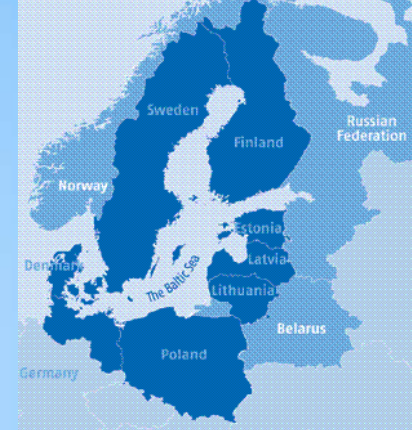 Sweden
Finland
Russian
Federation
Norway
Estonia
Latvia
Denmark
The Baltic Sea
Lithuania
Belarus
Poland
Germany